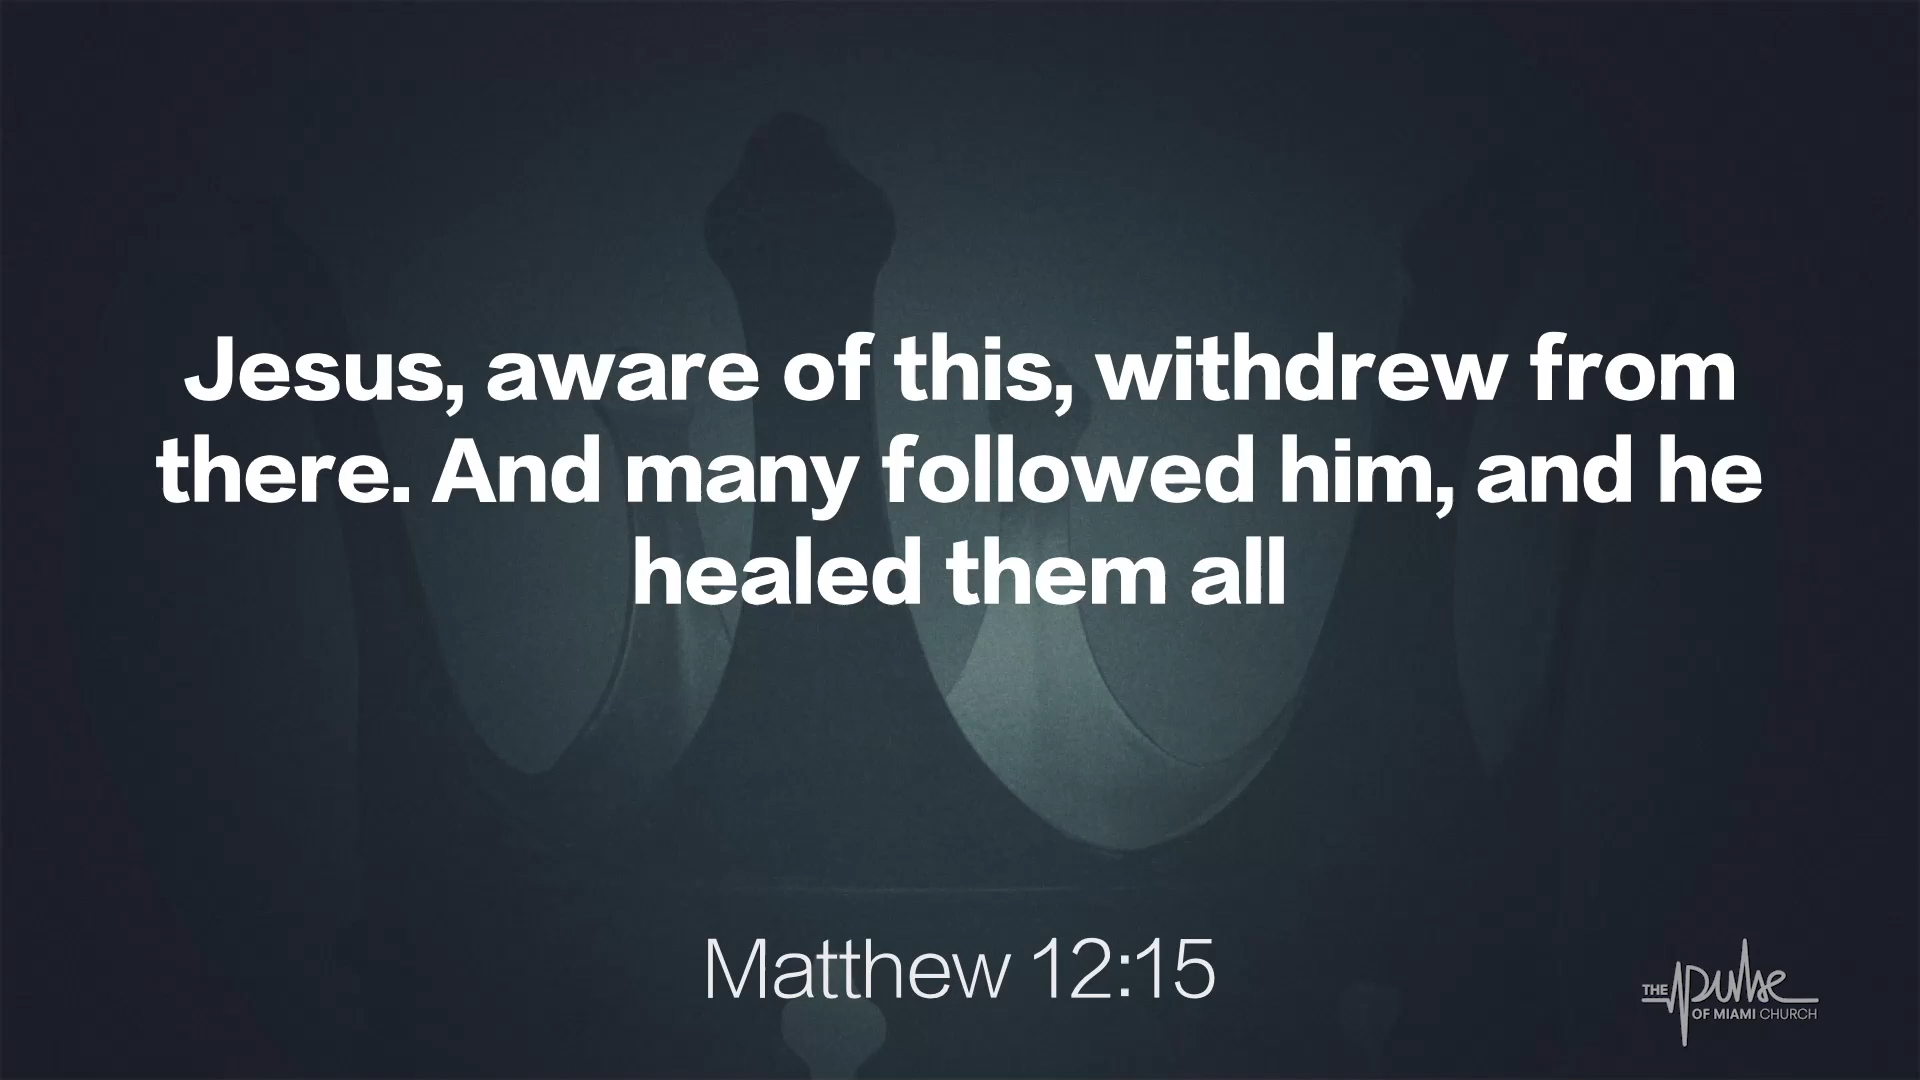 Jesus, aware of this, withdrew from
there. And many followed him, and he
healed them all
Matthew 12:15
THE pulse
OF MIAMI CHURCH